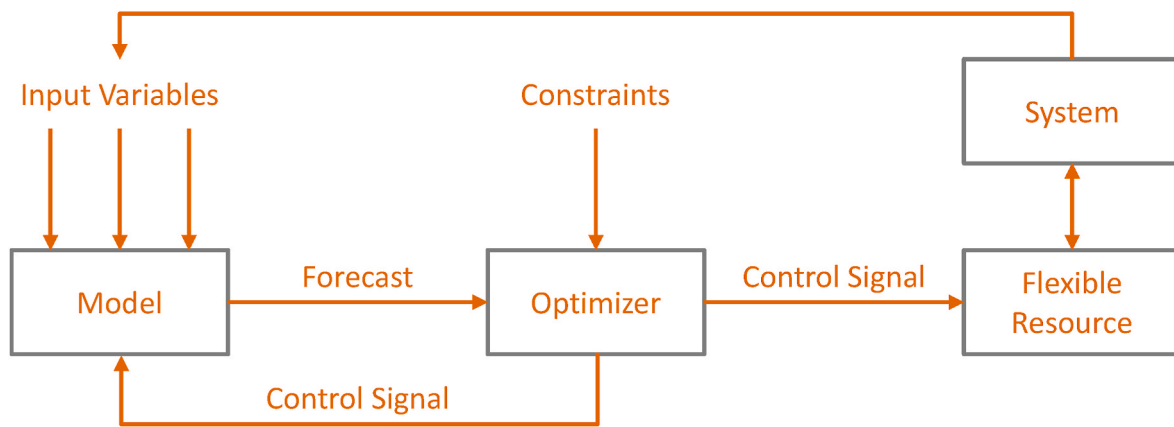 Input Variables
Constraints
System
Model
Forecast
Optimizer
Control Signal
Flexible
Resource
Control Signal